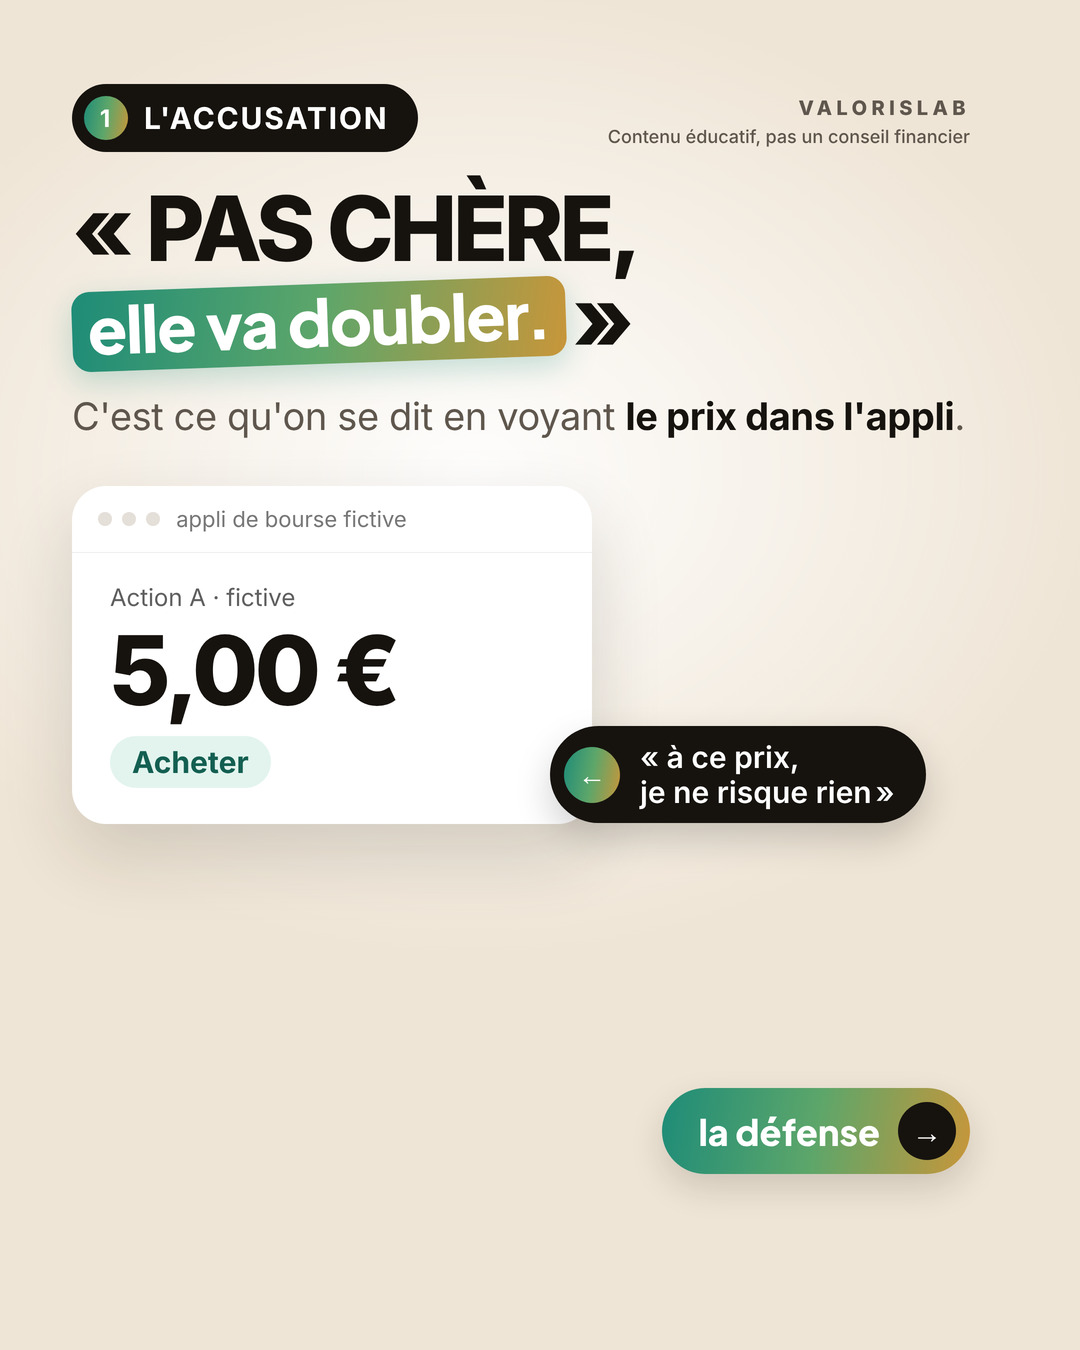 1 L'ACCUSATION
VALORISLAB
Contenu éducatif, pas un conseil financier
« PAS CHÈRE,
elle va doubler. »
C'est ce qu'on se dit en voyant le prix dans l'appli.
appli de bourse fictive
Action A · fictive
5,00 €
Acheter
← « à ce prix,
je ne risque rien »
la défense →